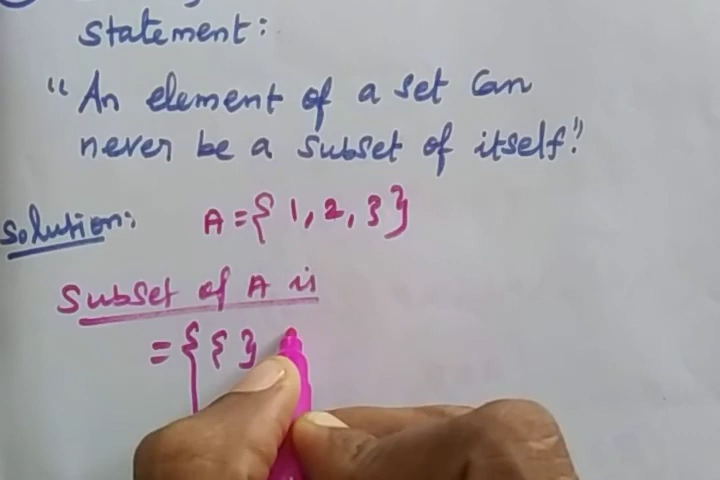 Statement:
"An element of a set Can
never be a subset of itself."
Solution: A={1,2,3}
Subset of A is
={{}